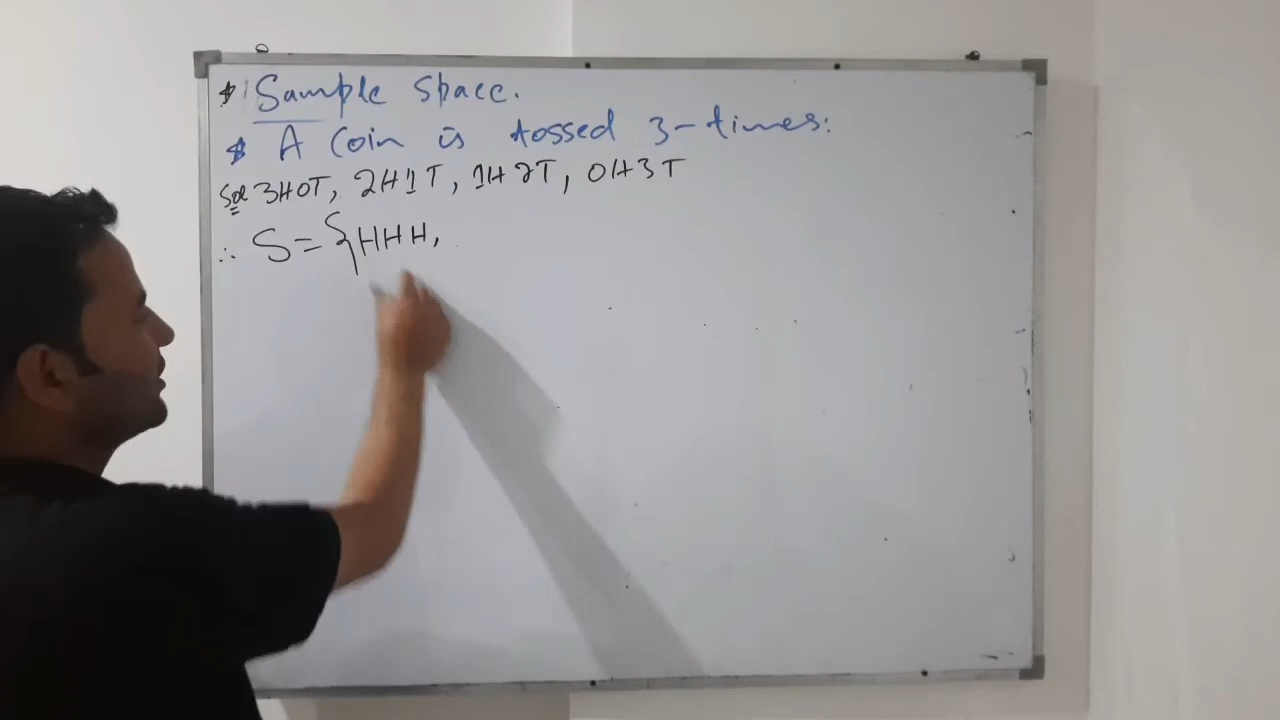 * Sample space.
* A Coin is tossed 3-times:
Sol 3H0T, 2H1T, 1H2T, 0H3T
∴ S={HHH,